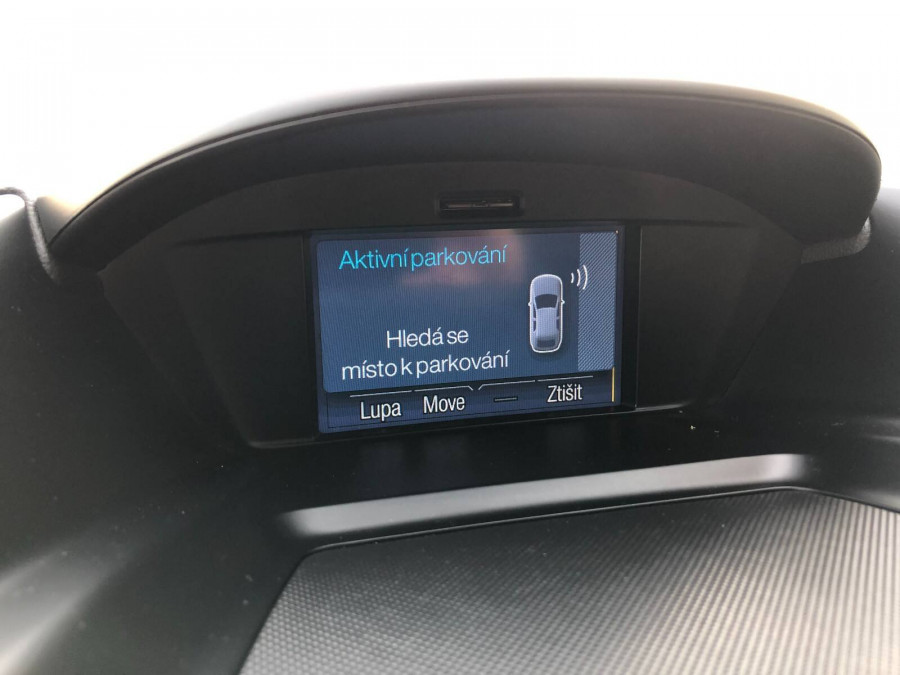 Aktivní parkování
Hledá se
místo k parkování
Lupa Move Ztišit